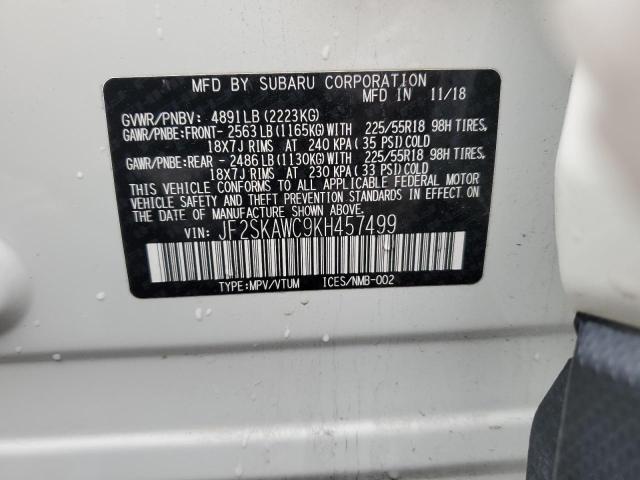 MFD BY SUBARU CORPORATION
MFD IN 11/18
GVWR/PNBV: 4891LB (2223KG)
GAWR/PNBE:FRONT- 2563LB (1165KG)WITH 225/55R18 98H TIRES,
18X7J RIMS AT 240 KPA ( 35 PSI) COLD
GAWR/PNBE:REAR - 2486LB (1130KG)WITH 225/55R18 98H TIRES,
18X7J RIMS AT 230 KPA ( 33 PSI) COLD
THIS VEHICLE CONFORMS TO ALL APPLICABLE FEDERAL MOTOR
VEHICLE SAFETY AND THEFT PREVENTION STANDARDS IN EFFECT ON
THE DATE OF MANUFACTURE SHOWN ABOVE.
VIN: JF2SKAWC9KH457499
TYPE:MPV/VTUM ICES/NMB-002